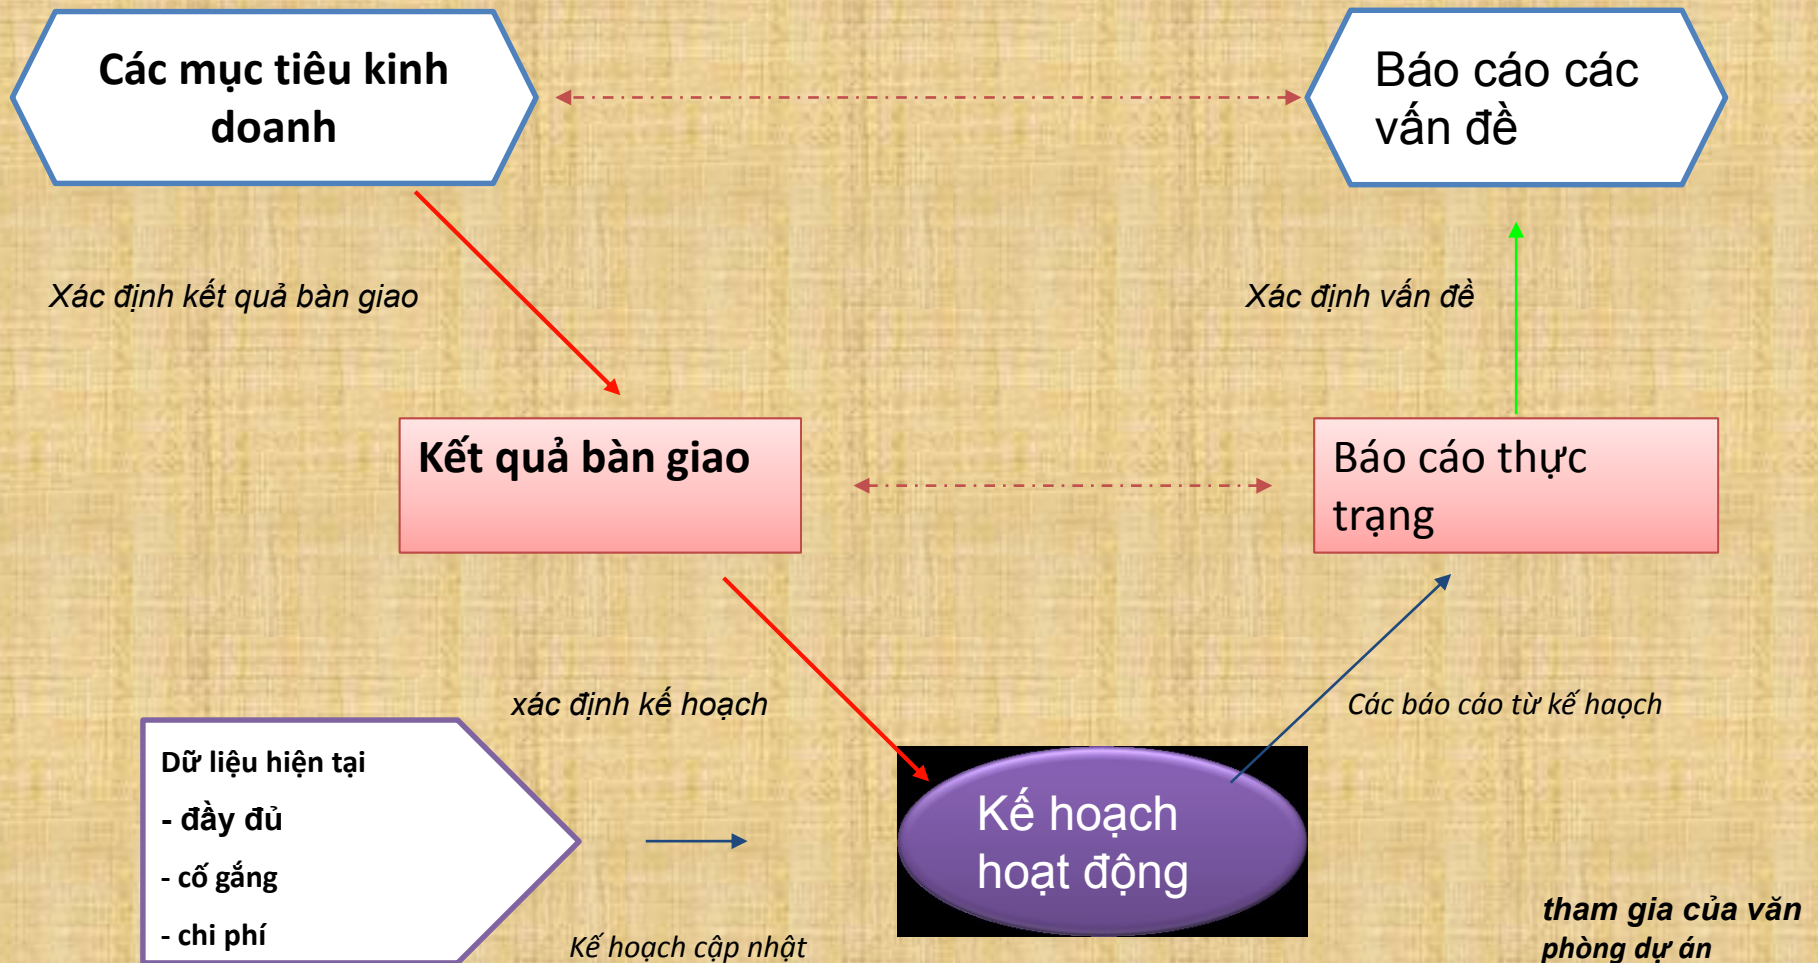 Các mục tiêu kinh
doanh
Báo cáo các
vấn đề
Xác định kết quả bàn giao
Xác định vấn đề
Kết quả bàn giao
Báo cáo thực
trạng
xác định kế hoạch
Các báo cáo từ kế haọch
Dữ liệu hiện tại
- đầy đủ
- cố gắng
- chi phí
Kế hoạch
hoạt động
Kế hoạch cập nhật
tham gia của văn
phòng dự án